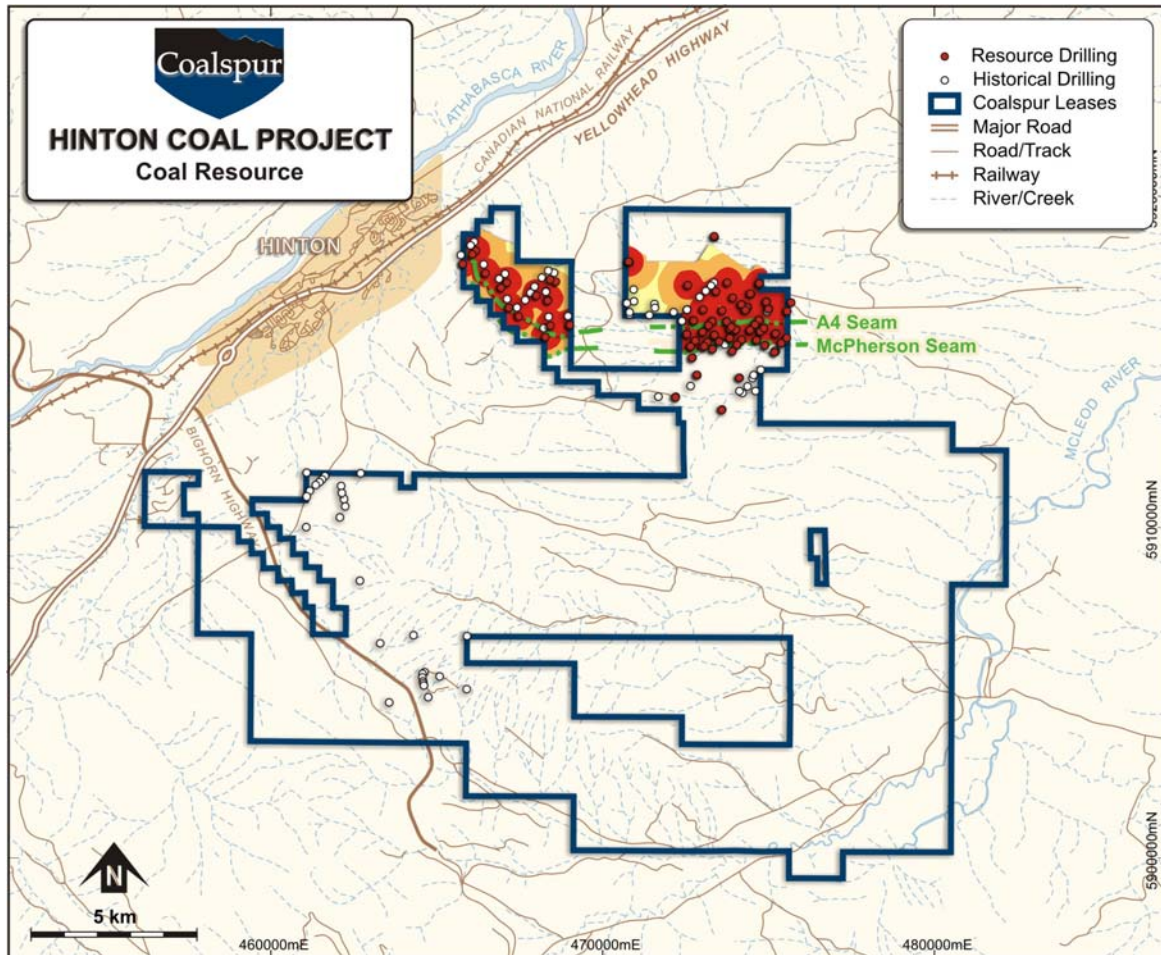 Coalspur
HINTON COAL PROJECT
Coal Resource
Resource Drilling
Historical Drilling
Coalspur Leases
Major Road
Road/Track
Railway
River/Creek
ATHABASCA RIVER
CANADIAN NATIONAL RAILWAY
YELLOWHEAD HIGHWAY
HINTON
A4 Seam
McPherson Seam
MCLEOD RIVER
BIGHORN HIGHWAY
5910000mN
5900000mN
N
5 km
460000mE
470000mE
480000mE